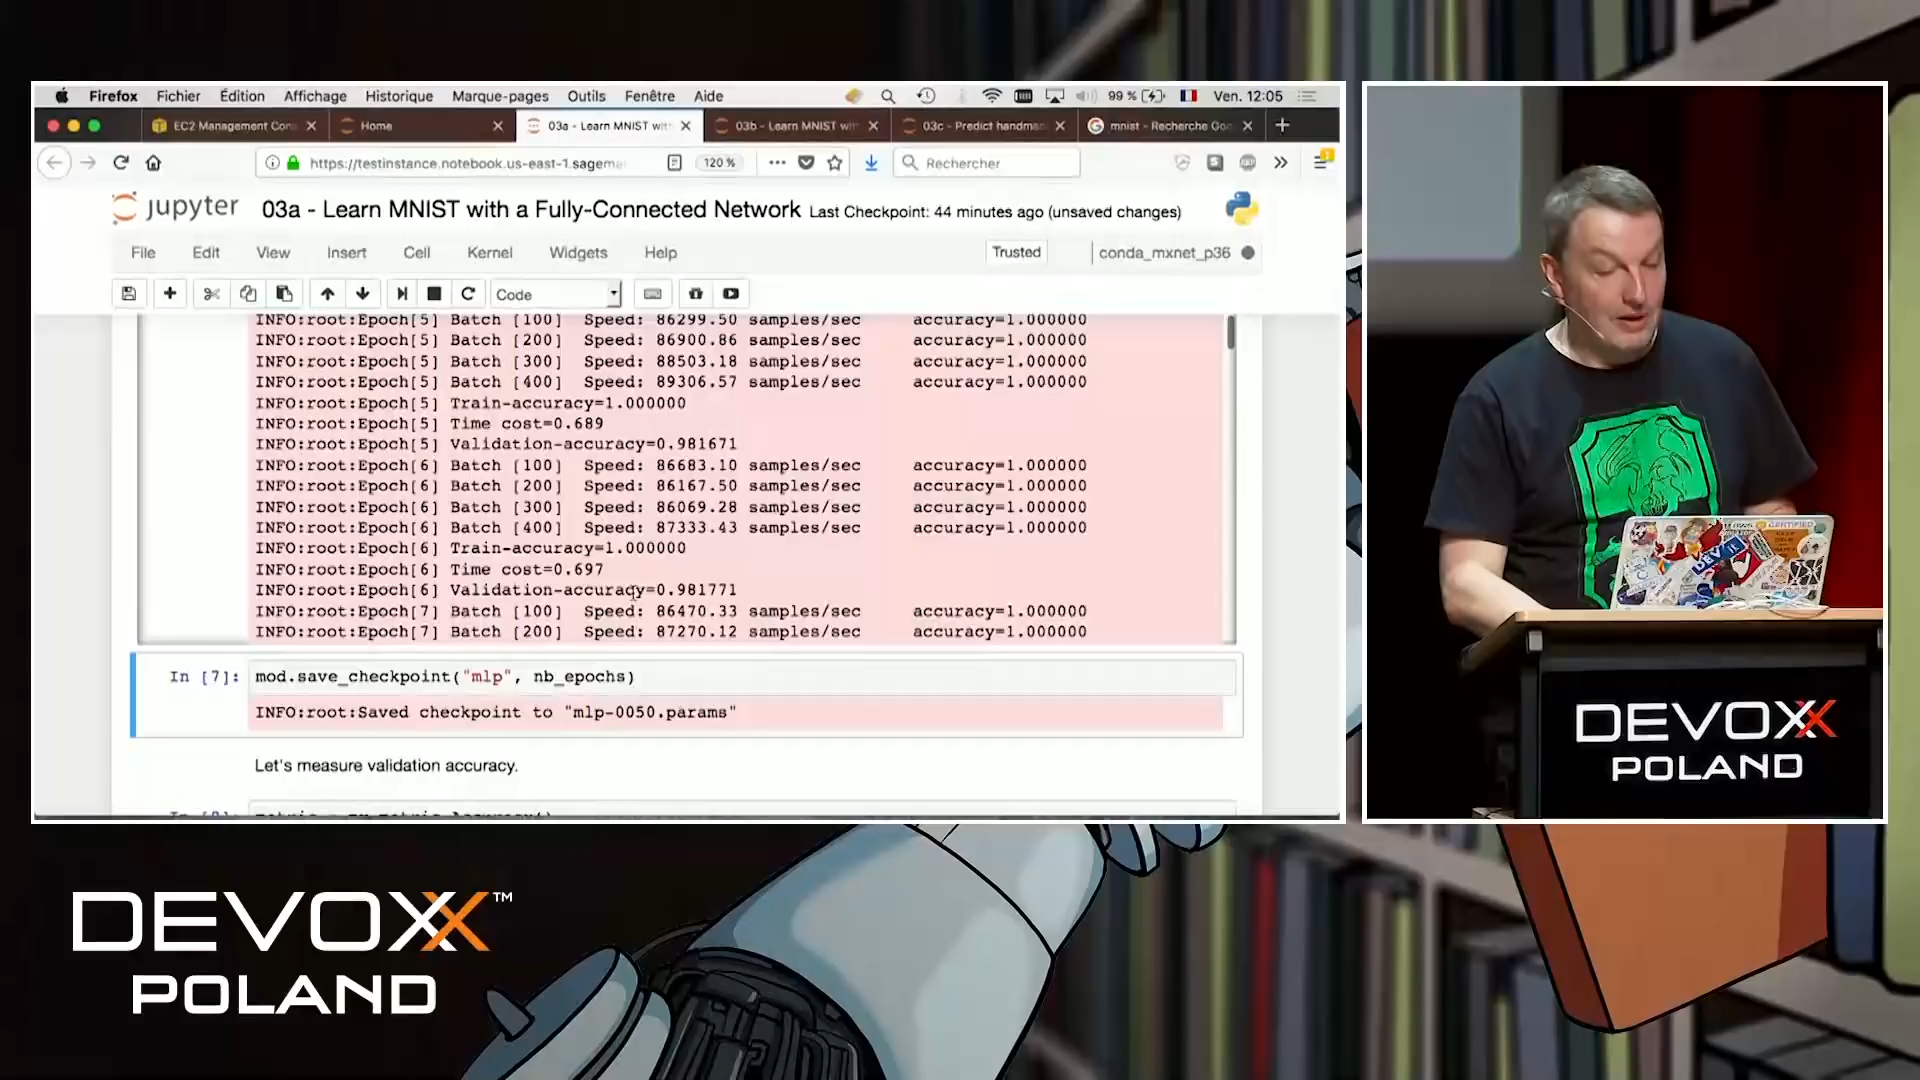 Firefox Fichier Édition Affichage Historique Marque-pages Outils Fenêtre Aide 99 % Ven. 12:05
EC2 Management Con Home 03a - Learn MNIST with 03b - Learn MNIST wit 03c - Predict handma mnist - Recherche Goo
https://testinstance.notebook.us-east-1.sagema 120 % Rechercher
jupyter 03a - Learn MNIST with a Fully-Connected Network Last Checkpoint: 44 minutes ago (unsaved changes)
File Edit View Insert Cell Kernel Widgets Help Trusted conda_mxnet_p36
Code
INFO:root:Epoch[5] Batch [100] Speed: 86299.50 samples/sec accuracy=1.000000
INFO:root:Epoch[5] Batch [200] Speed: 86900.86 samples/sec accuracy=1.000000
INFO:root:Epoch[5] Batch [300] Speed: 88503.18 samples/sec accuracy=1.000000
INFO:root:Epoch[5] Batch [400] Speed: 89306.57 samples/sec accuracy=1.000000
INFO:root:Epoch[5] Train-accuracy=1.000000
INFO:root:Epoch[5] Time cost=0.689
INFO:root:Epoch[5] Validation-accuracy=0.981671
INFO:root:Epoch[6] Batch [100] Speed: 86683.10 samples/sec accuracy=1.000000
INFO:root:Epoch[6] Batch [200] Speed: 86167.50 samples/sec accuracy=1.000000
INFO:root:Epoch[6] Batch [300] Speed: 86069.28 samples/sec accuracy=1.000000
INFO:root:Epoch[6] Batch [400] Speed: 87333.43 samples/sec accuracy=1.000000
INFO:root:Epoch[6] Train-accuracy=1.000000
INFO:root:Epoch[6] Time cost=0.697
INFO:root:Epoch[6] Validation-accuracy=0.981771
INFO:root:Epoch[7] Batch [100] Speed: 86470.33 samples/sec accuracy=1.000000
INFO:root:Epoch[7] Batch [200] Speed: 87270.12 samples/sec accuracy=1.000000
In [7]: mod.save_checkpoint("mlp", nb_epochs)
INFO:root:Saved checkpoint to "mlp-0050.params"
Let's measure validation accuracy.
DEVOXX
POLAND
DEVOXX™
POLAND